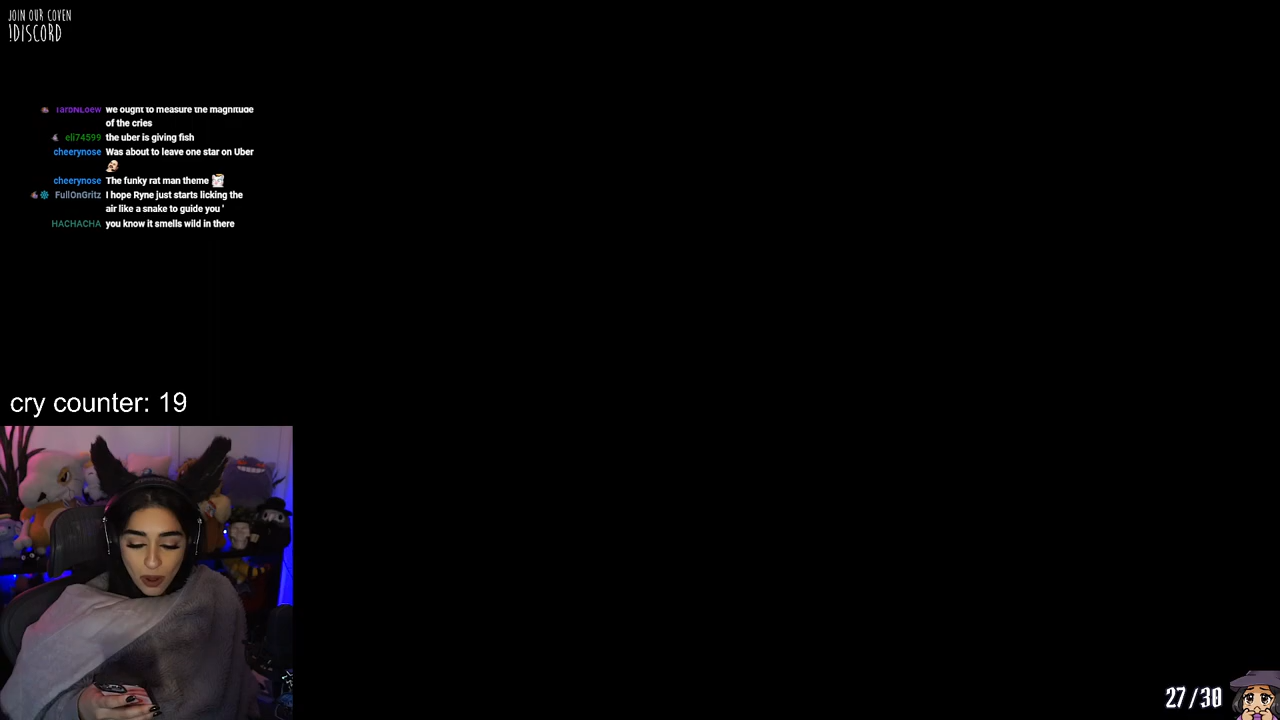 JOIN OUR COVEN
!DISCORD
TarbNLoew we ought to measure the magnitude
of the cries
eli74599 the uber is giving fish
cheerynose Was about to leave one star on Uber
cheerynose The funky rat man theme
FullOnGritz I hope Ryne just starts licking the
air like a snake to guide you '
HACHACHA you know it smells wild in there
cry counter: 19
27/30